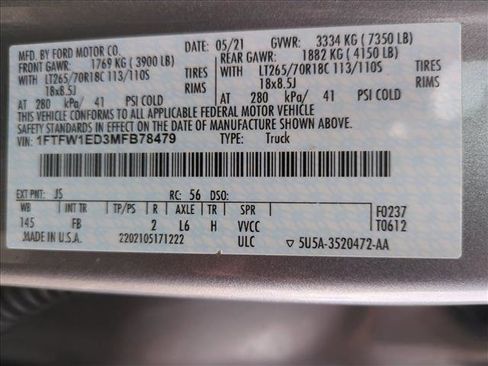 MFD. BY FORD MOTOR CO. 05/21 GVWR: 3334 KG ( 7350 LB)
FRONT GAWR: 1769 KG ( 3900 LB) REAR GAWR: 1882 KG ( 4150 LB)
WITH LT265/70R18C 113/110S TIRES WITH LT265/70R18C 113/110S TIRES
18x8.5J RIMS 18x8.5J RIMS
AT 280 kPa/ 41 PSI COLD AT 280 kPa/ 41 PSI COLD
THIS VEHICLE CONFORMS TO ALL APPLICABLE FEDERAL MOTOR VEHICLE
SAFETY STANDARDS IN EFFECT ON THE DATE OF MANUFACTURE SHOWN ABOVE.
VIN: 1FTFW1ED3MFB78479 TYPE: Truck
EXT PNT: JS RC: 56 DSO:
WB INT TR TP/PS R AXLE TR SPR F0237
145 FB 2 L6 H VVCC T0612
MADE IN U.S.A. 2202105171222 ULC ▽ 5U5A-3520472-AA